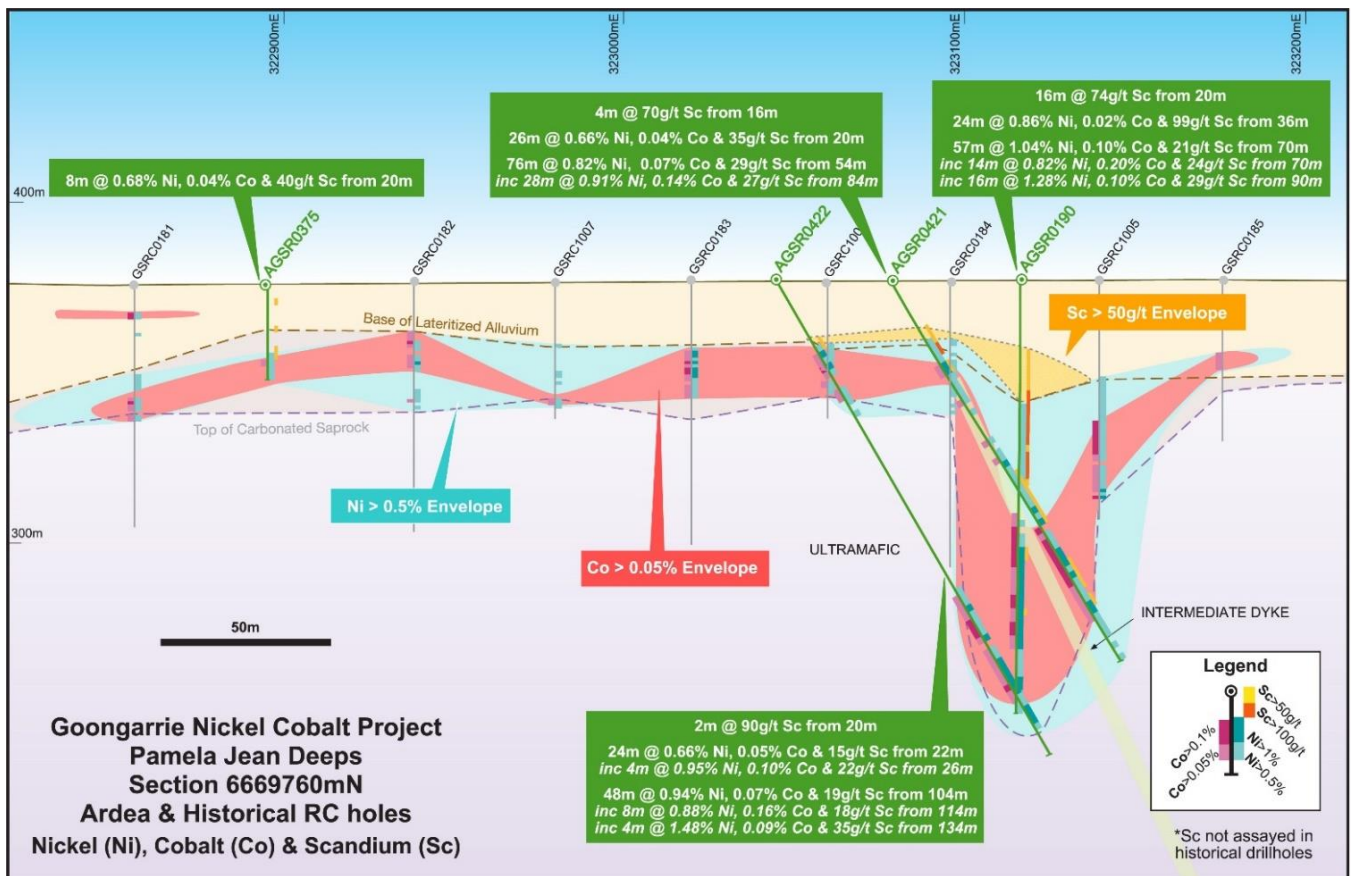 322900mE
323000mE
323100mE
323200mE
4m @ 70g/t Sc from 16m
26m @ 0.66% Ni, 0.04% Co & 35g/t Sc from 20m
76m @ 0.82% Ni, 0.07% Co & 29g/t Sc from 54m
inc 28m @ 0.91% Ni, 0.14% Co & 27g/t Sc from 84m
16m @ 74g/t Sc from 20m
24m @ 0.86% Ni, 0.02% Co & 99g/t Sc from 36m
57m @ 1.04% Ni, 0.10% Co & 21g/t Sc from 70m
inc 14m @ 0.82% Ni, 0.20% Co & 24g/t Sc from 70m
inc 16m @ 1.28% Ni, 0.10% Co & 29g/t Sc from 90m
8m @ 0.68% Ni, 0.04% Co & 40g/t Sc from 20m
400m
GSRC0181
AGSR0375
GSRC0182
GSRC1007
GSRC0183
AGSR0422
AGSR0421
GSRC0184
AGSR0190
GSRC1005
GSRC0185
Base of Lateritized Alluvium
Sc > 50g/t Envelope
Top of Carbonated Saprock
Ni > 0.5% Envelope
300m
ULTRAMAFIC
Co > 0.05% Envelope
INTERMEDIATE DYKE
50m
Legend
Sc>50g/t
Sc>100g/t
Co>0.1%
Co>0.05%
Ni>1%
Ni>0.5%
*Sc not assayed in
historical drillholes
2m @ 90g/t Sc from 20m
24m @ 0.66% Ni, 0.05% Co & 15g/t Sc from 22m
inc 4m @ 0.95% Ni, 0.10% Co & 22g/t Sc from 26m
48m @ 0.94% Ni, 0.07% Co & 19g/t Sc from 104m
inc 8m @ 0.88% Ni, 0.16% Co & 18g/t Sc from 114m
inc 4m @ 1.48% Ni, 0.09% Co & 35g/t Sc from 134m
Goongarrie Nickel Cobalt Project
Pamela Jean Deeps
Section 6669760mN
Ardea & Historical RC holes
Nickel (Ni), Cobalt (Co) & Scandium (Sc)